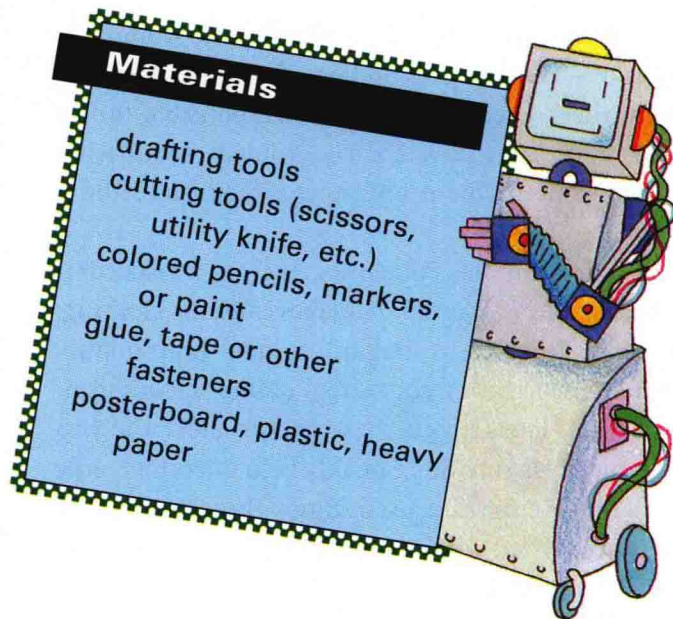 Materials
drafting tools
cutting tools (scissors,
utility knife, etc.)
colored pencils, markers,
or paint
glue, tape or other
fasteners
posterboard, plastic, heavy
paper